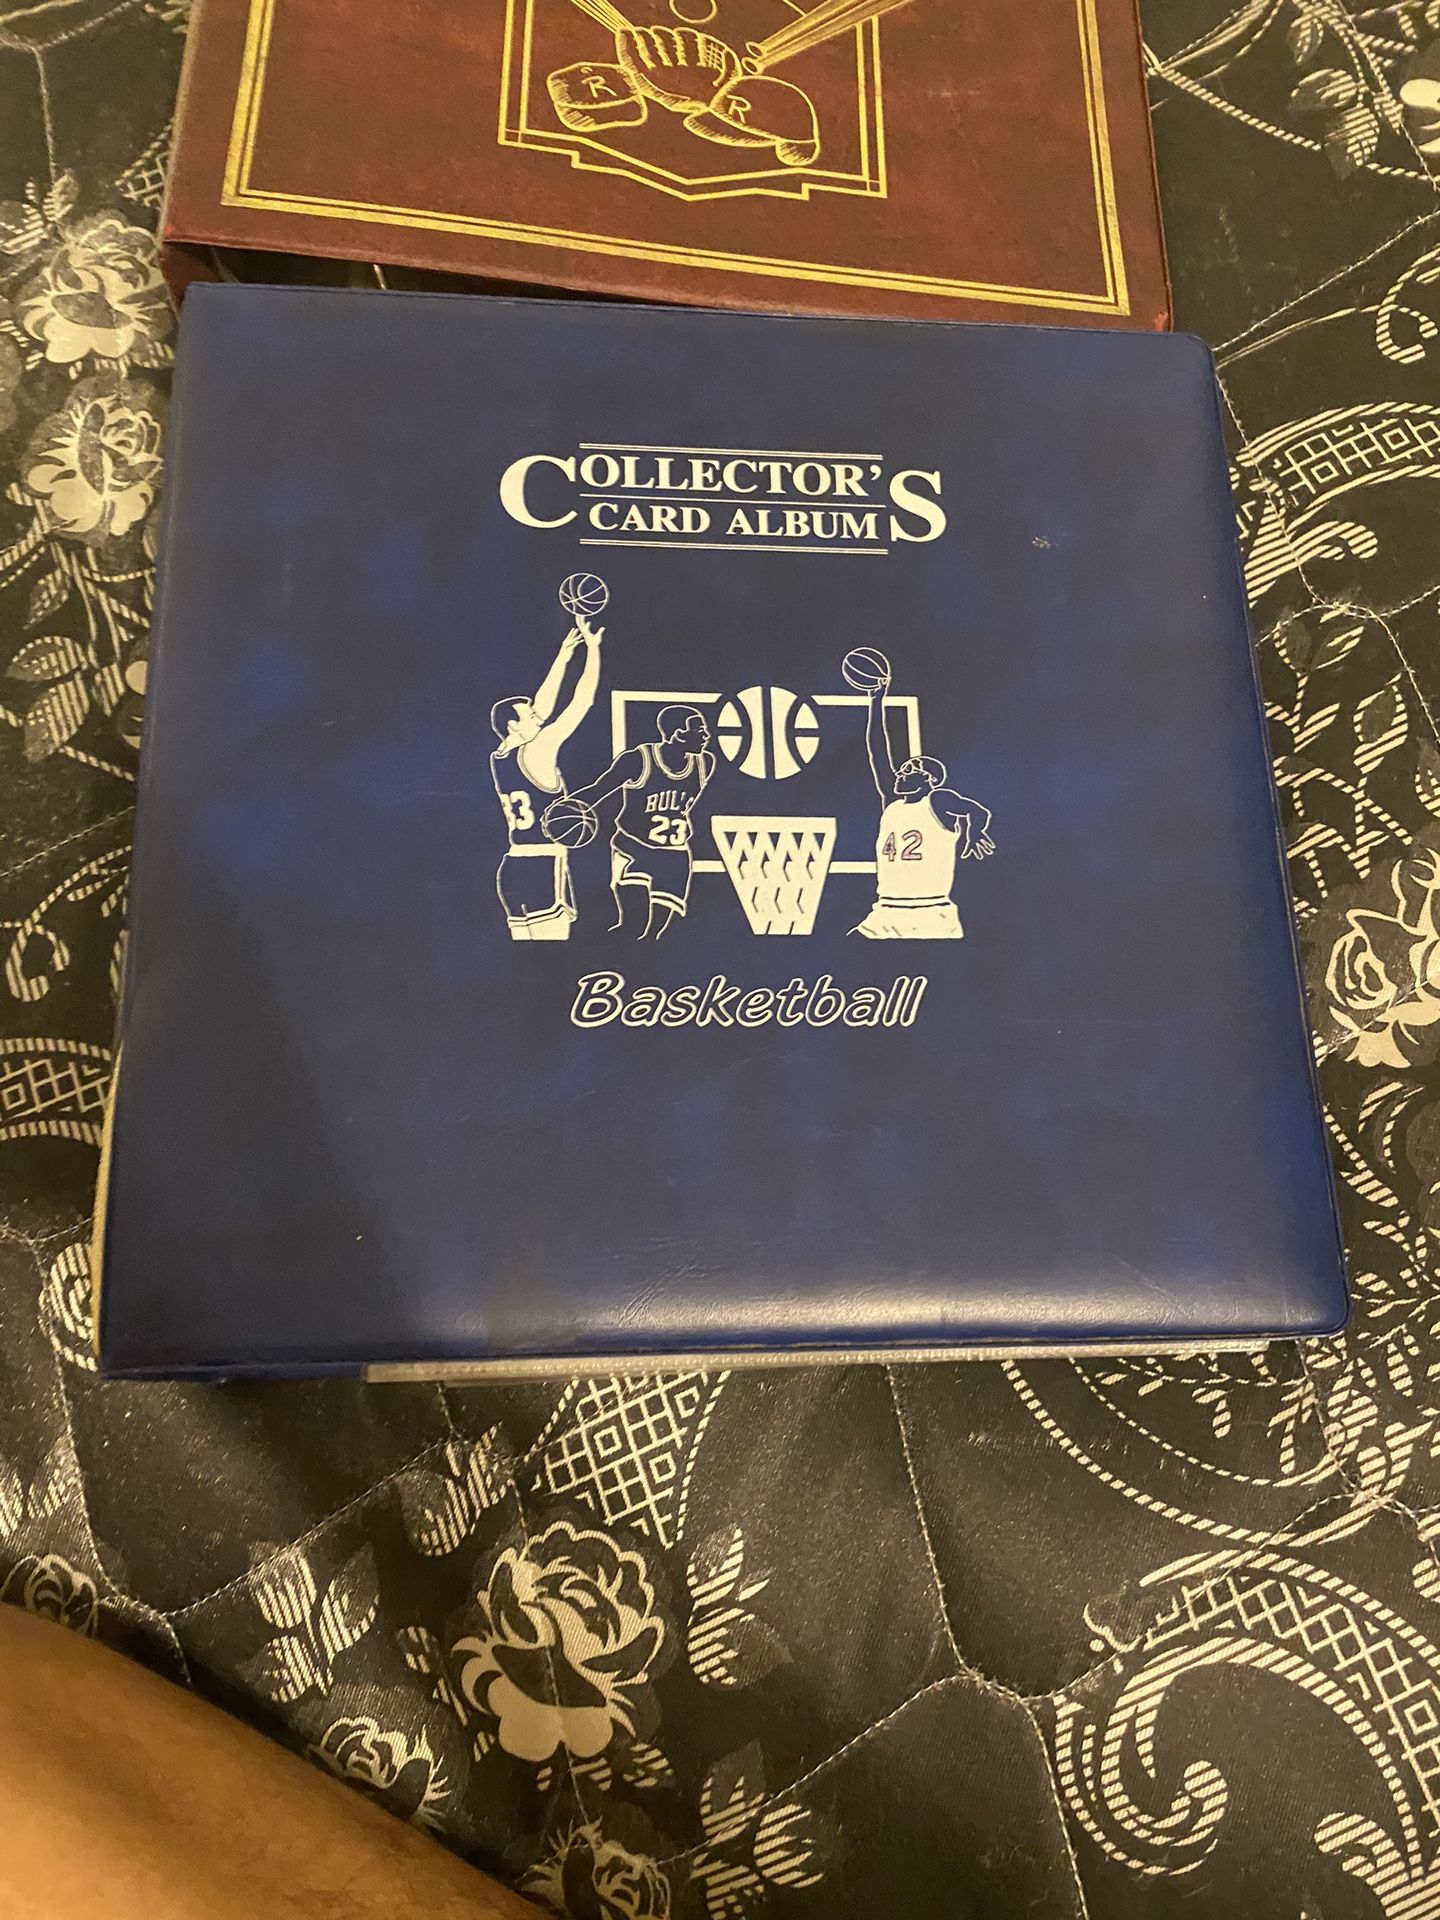 R R
COLLECTOR'S
CARD ALBUM
33
BULLS
23
42
Basketball